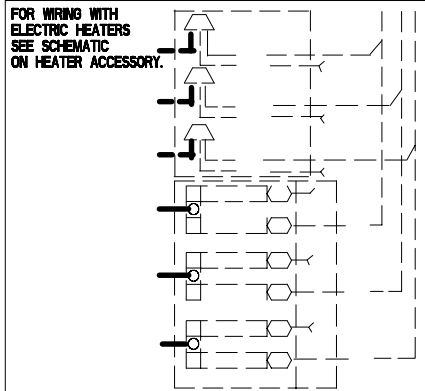 FOR WIRING WITH
ELECTRIC HEATERS
SEE SCHEMATIC
ON HEATER ACCESSORY.